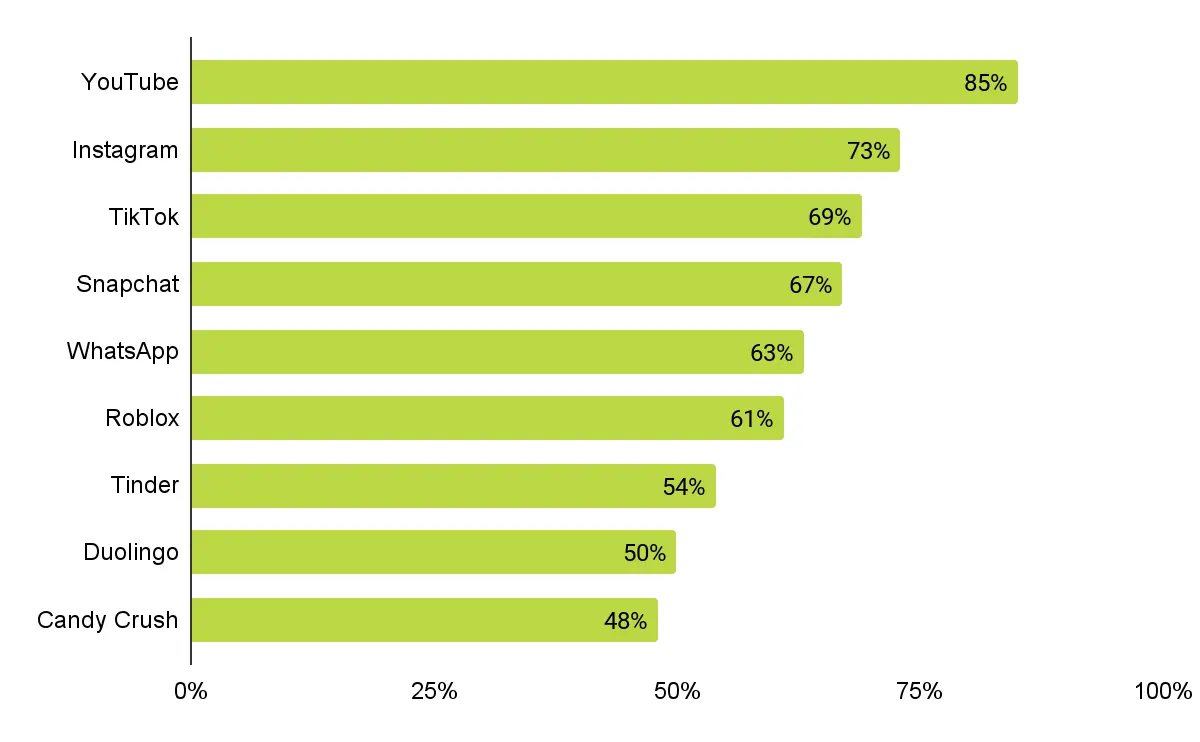 YouTube 85%
Instagram 73%
TikTok 69%
Snapchat 67%
WhatsApp 63%
Roblox 61%
Tinder 54%
Duolingo 50%
Candy Crush 48%
0% 25% 50% 75% 100%